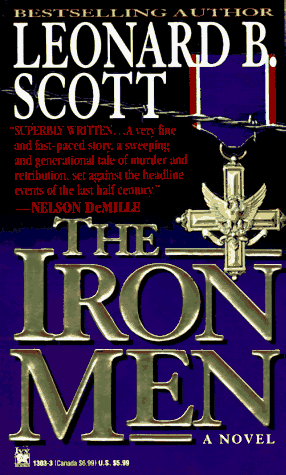 BESTSELLING AUTHOR
LEONARD B.
SCOTT
"SUPERBLY WRITTEN...A very fine
and fast-paced story, a sweeping
and generational tale of murder and
retribution, set against the headline
events of the last half century."
—NELSON DeMILLE
THE
IRON
MEN
A NOVEL
1303-3 (Canada $6.99) U.S. $5.99